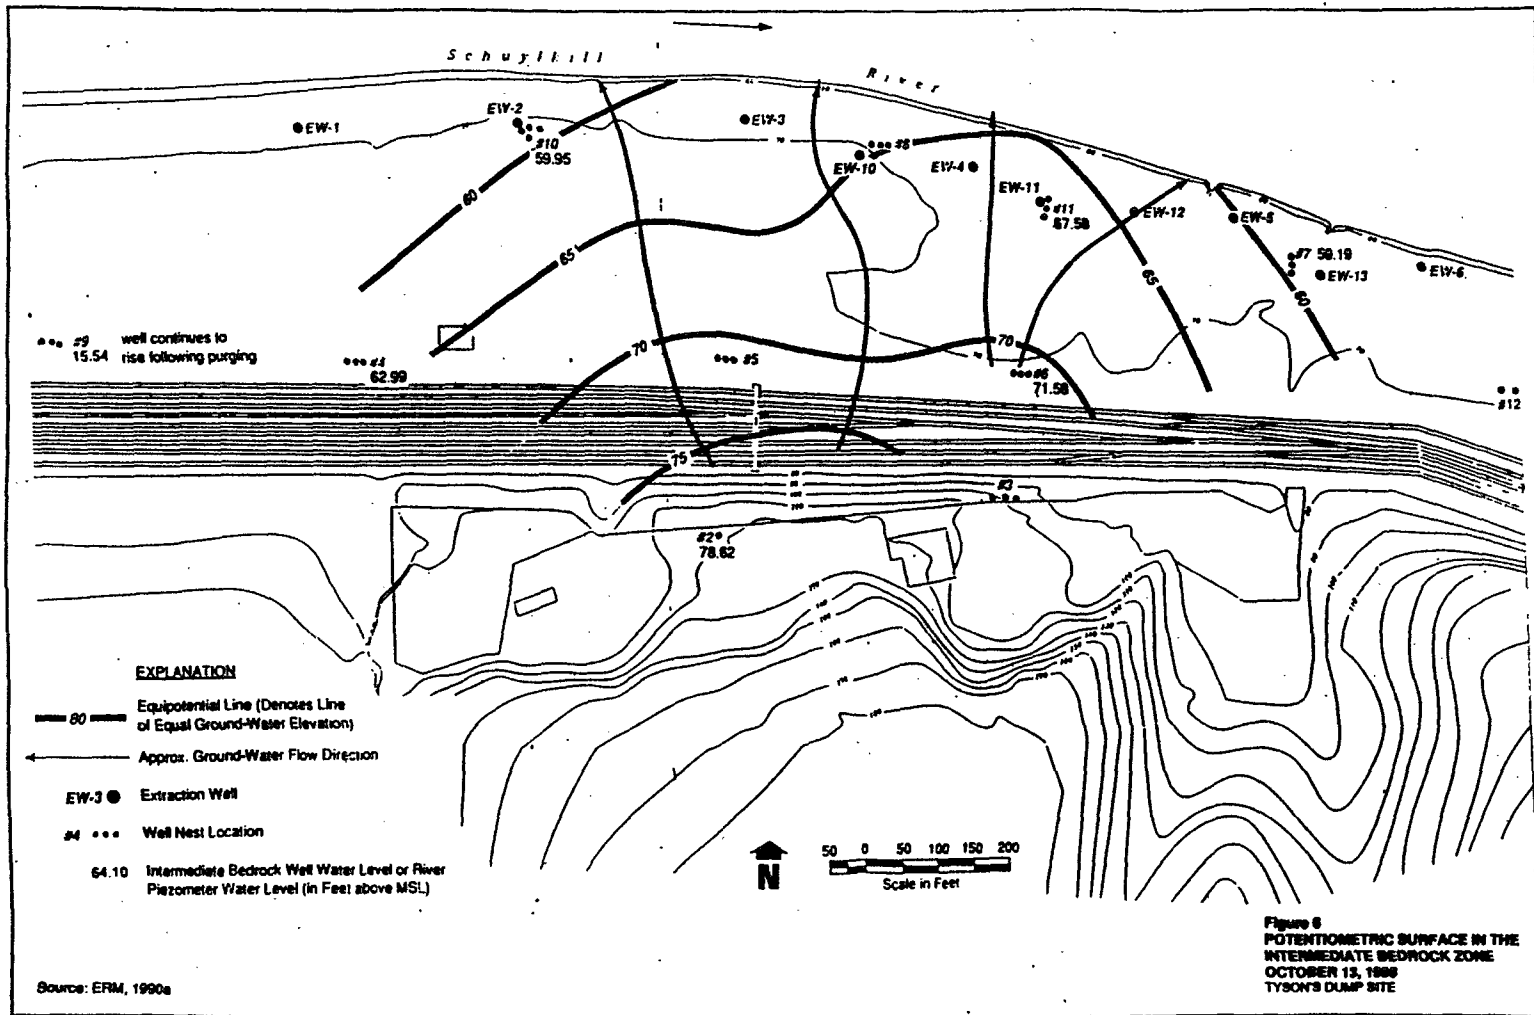 Schuylkill River
EW-1
EW-2
#10
59.95
EW-3
EW-10
#8
EW-4
EW-11
#11
67.58
EW-12
EW-5
#7 59.19
EW-13
EW-6
60
65
65
60
#9
15.54
well continues to
rise following purging
#4
62.99
70
#5
70
#6
71.58
#12
75
#3
#2
78.62
EXPLANATION
80
Equipotential Line (Denotes Line
of Equal Ground-Water Elevation)
Approx. Ground-Water Flow Direction
EW-3
Extraction Well
#4
Well Nest Location
64.10
Intermediate Bedrock Well Water Level or River
Piezometer Water Level (in Feet above MSL)
N
50 0 50 100 150 200
Scale in Feet
Figure 6
POTENTIOMETRIC SURFACE IN THE
INTERMEDIATE BEDROCK ZONE
OCTOBER 13, 1988
TYSON'S DUMP SITE
Source: ERM, 1990a